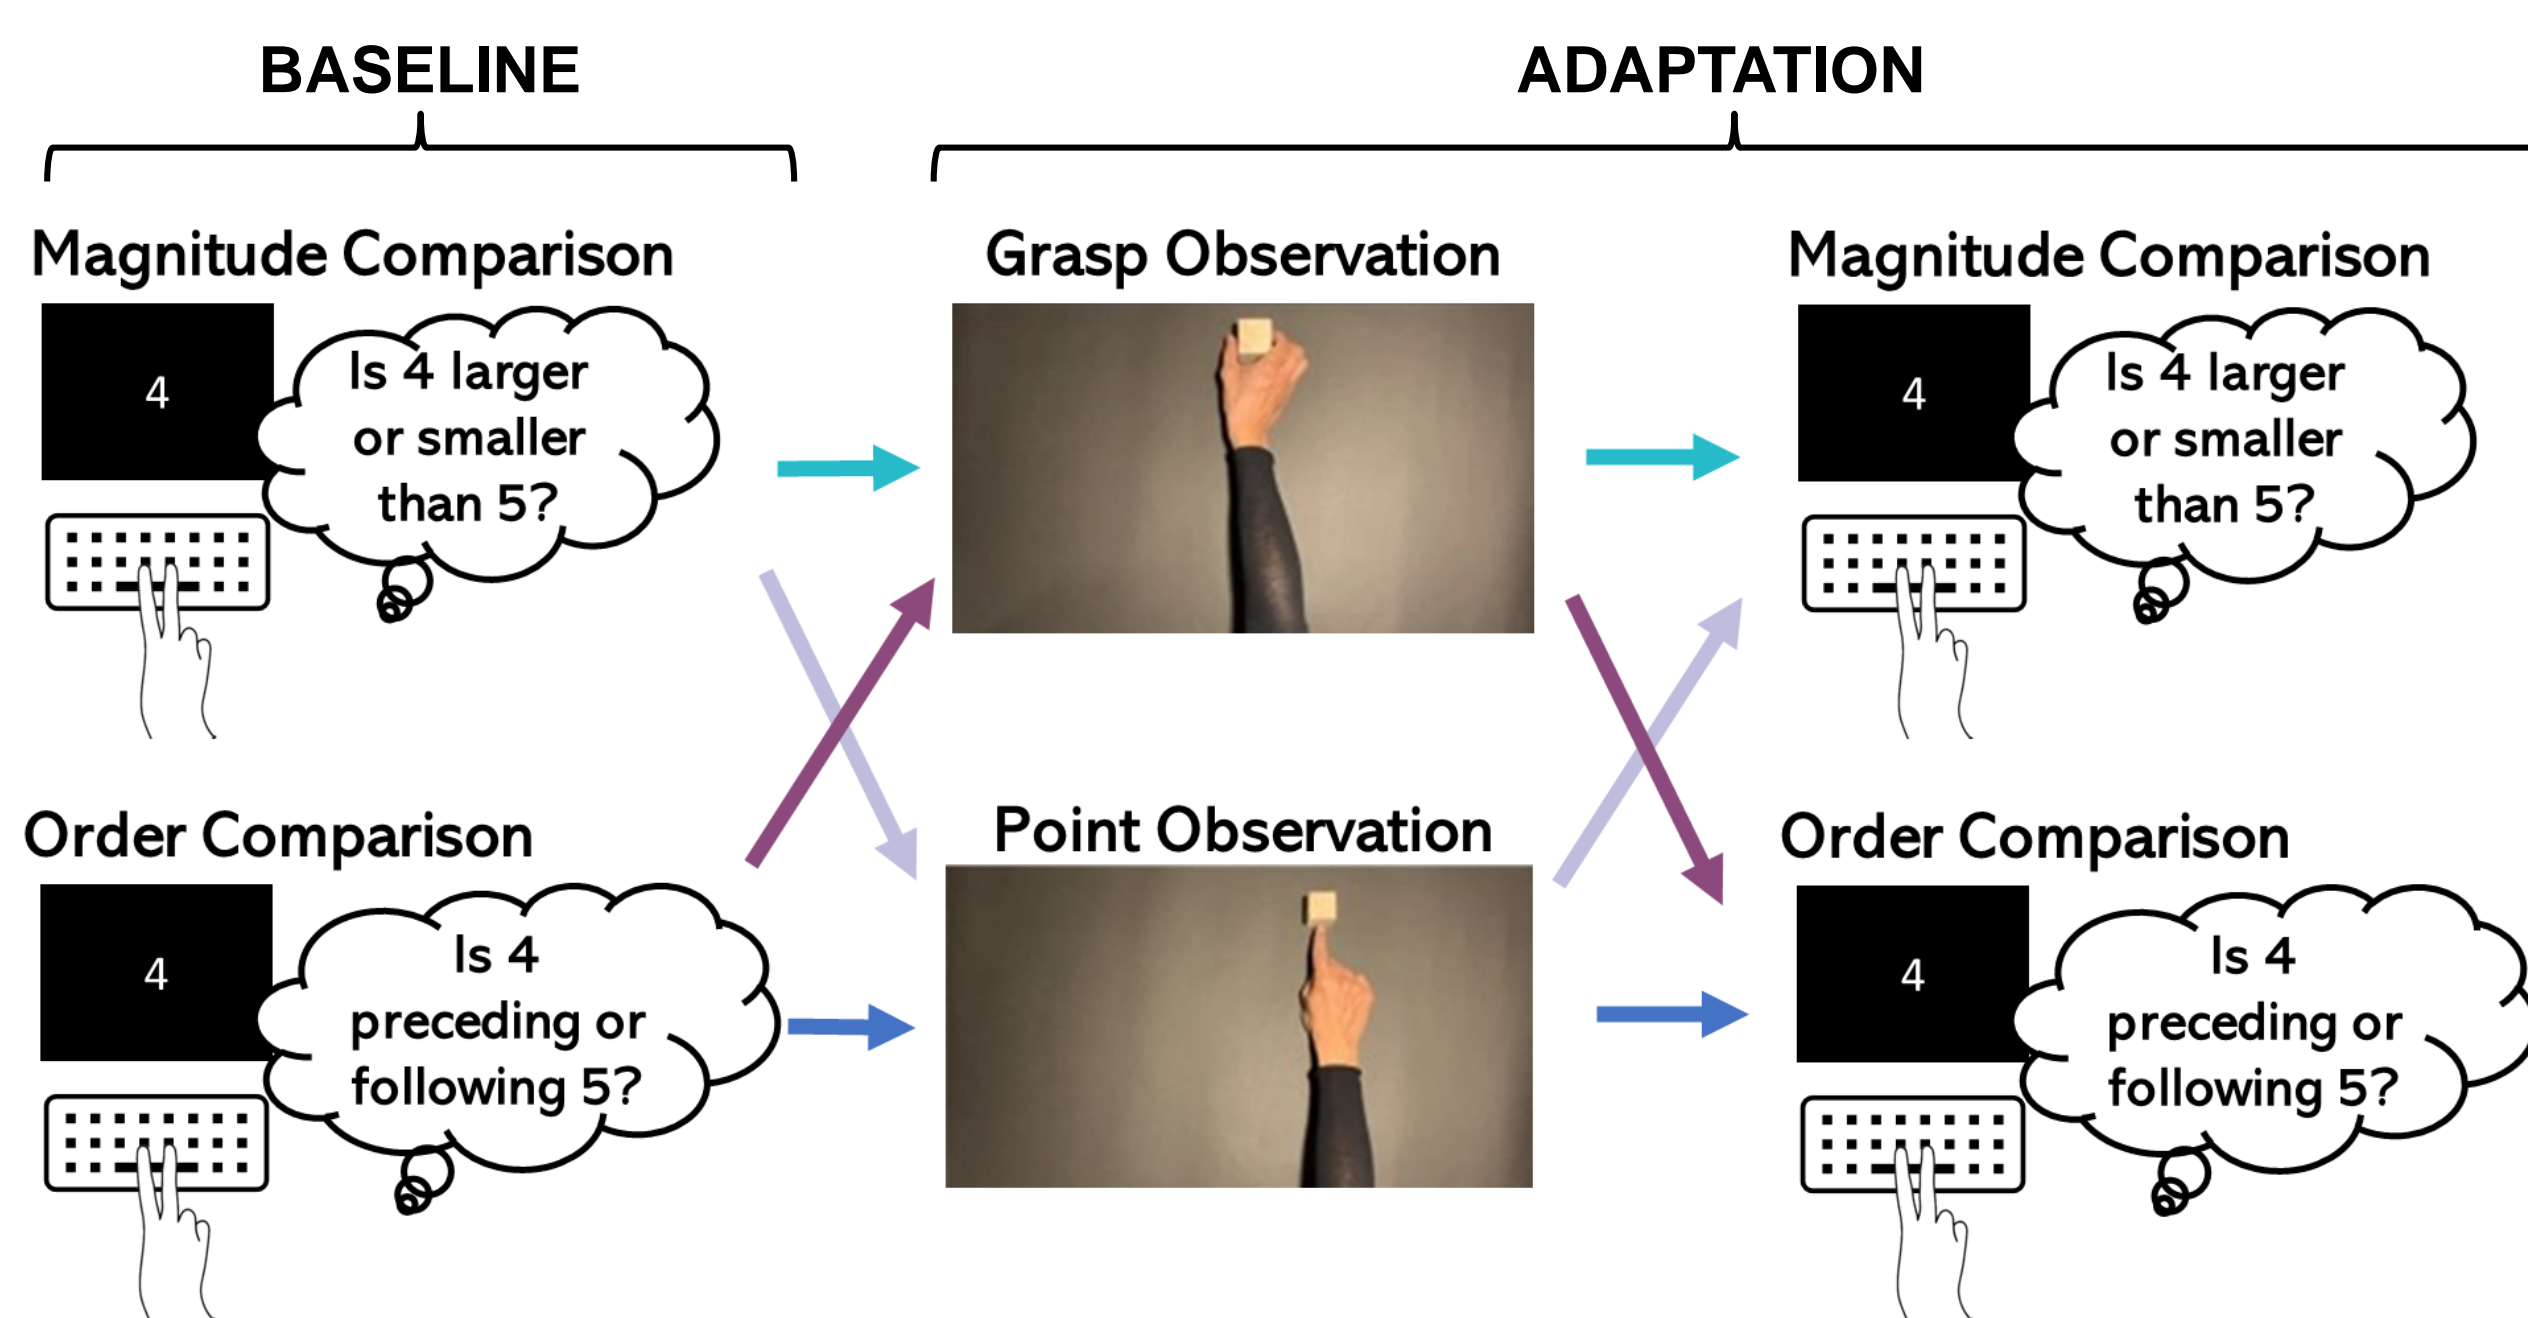 BASELINE
ADAPTATION
Magnitude Comparison
4
Is 4 larger
or smaller
than 5?
Grasp Observation
Magnitude Comparison
4
Is 4 larger
or smaller
than 5?
Order Comparison
4
Is 4
preceding or
following 5?
Point Observation
Order Comparison
4
Is 4
preceding or
following 5?